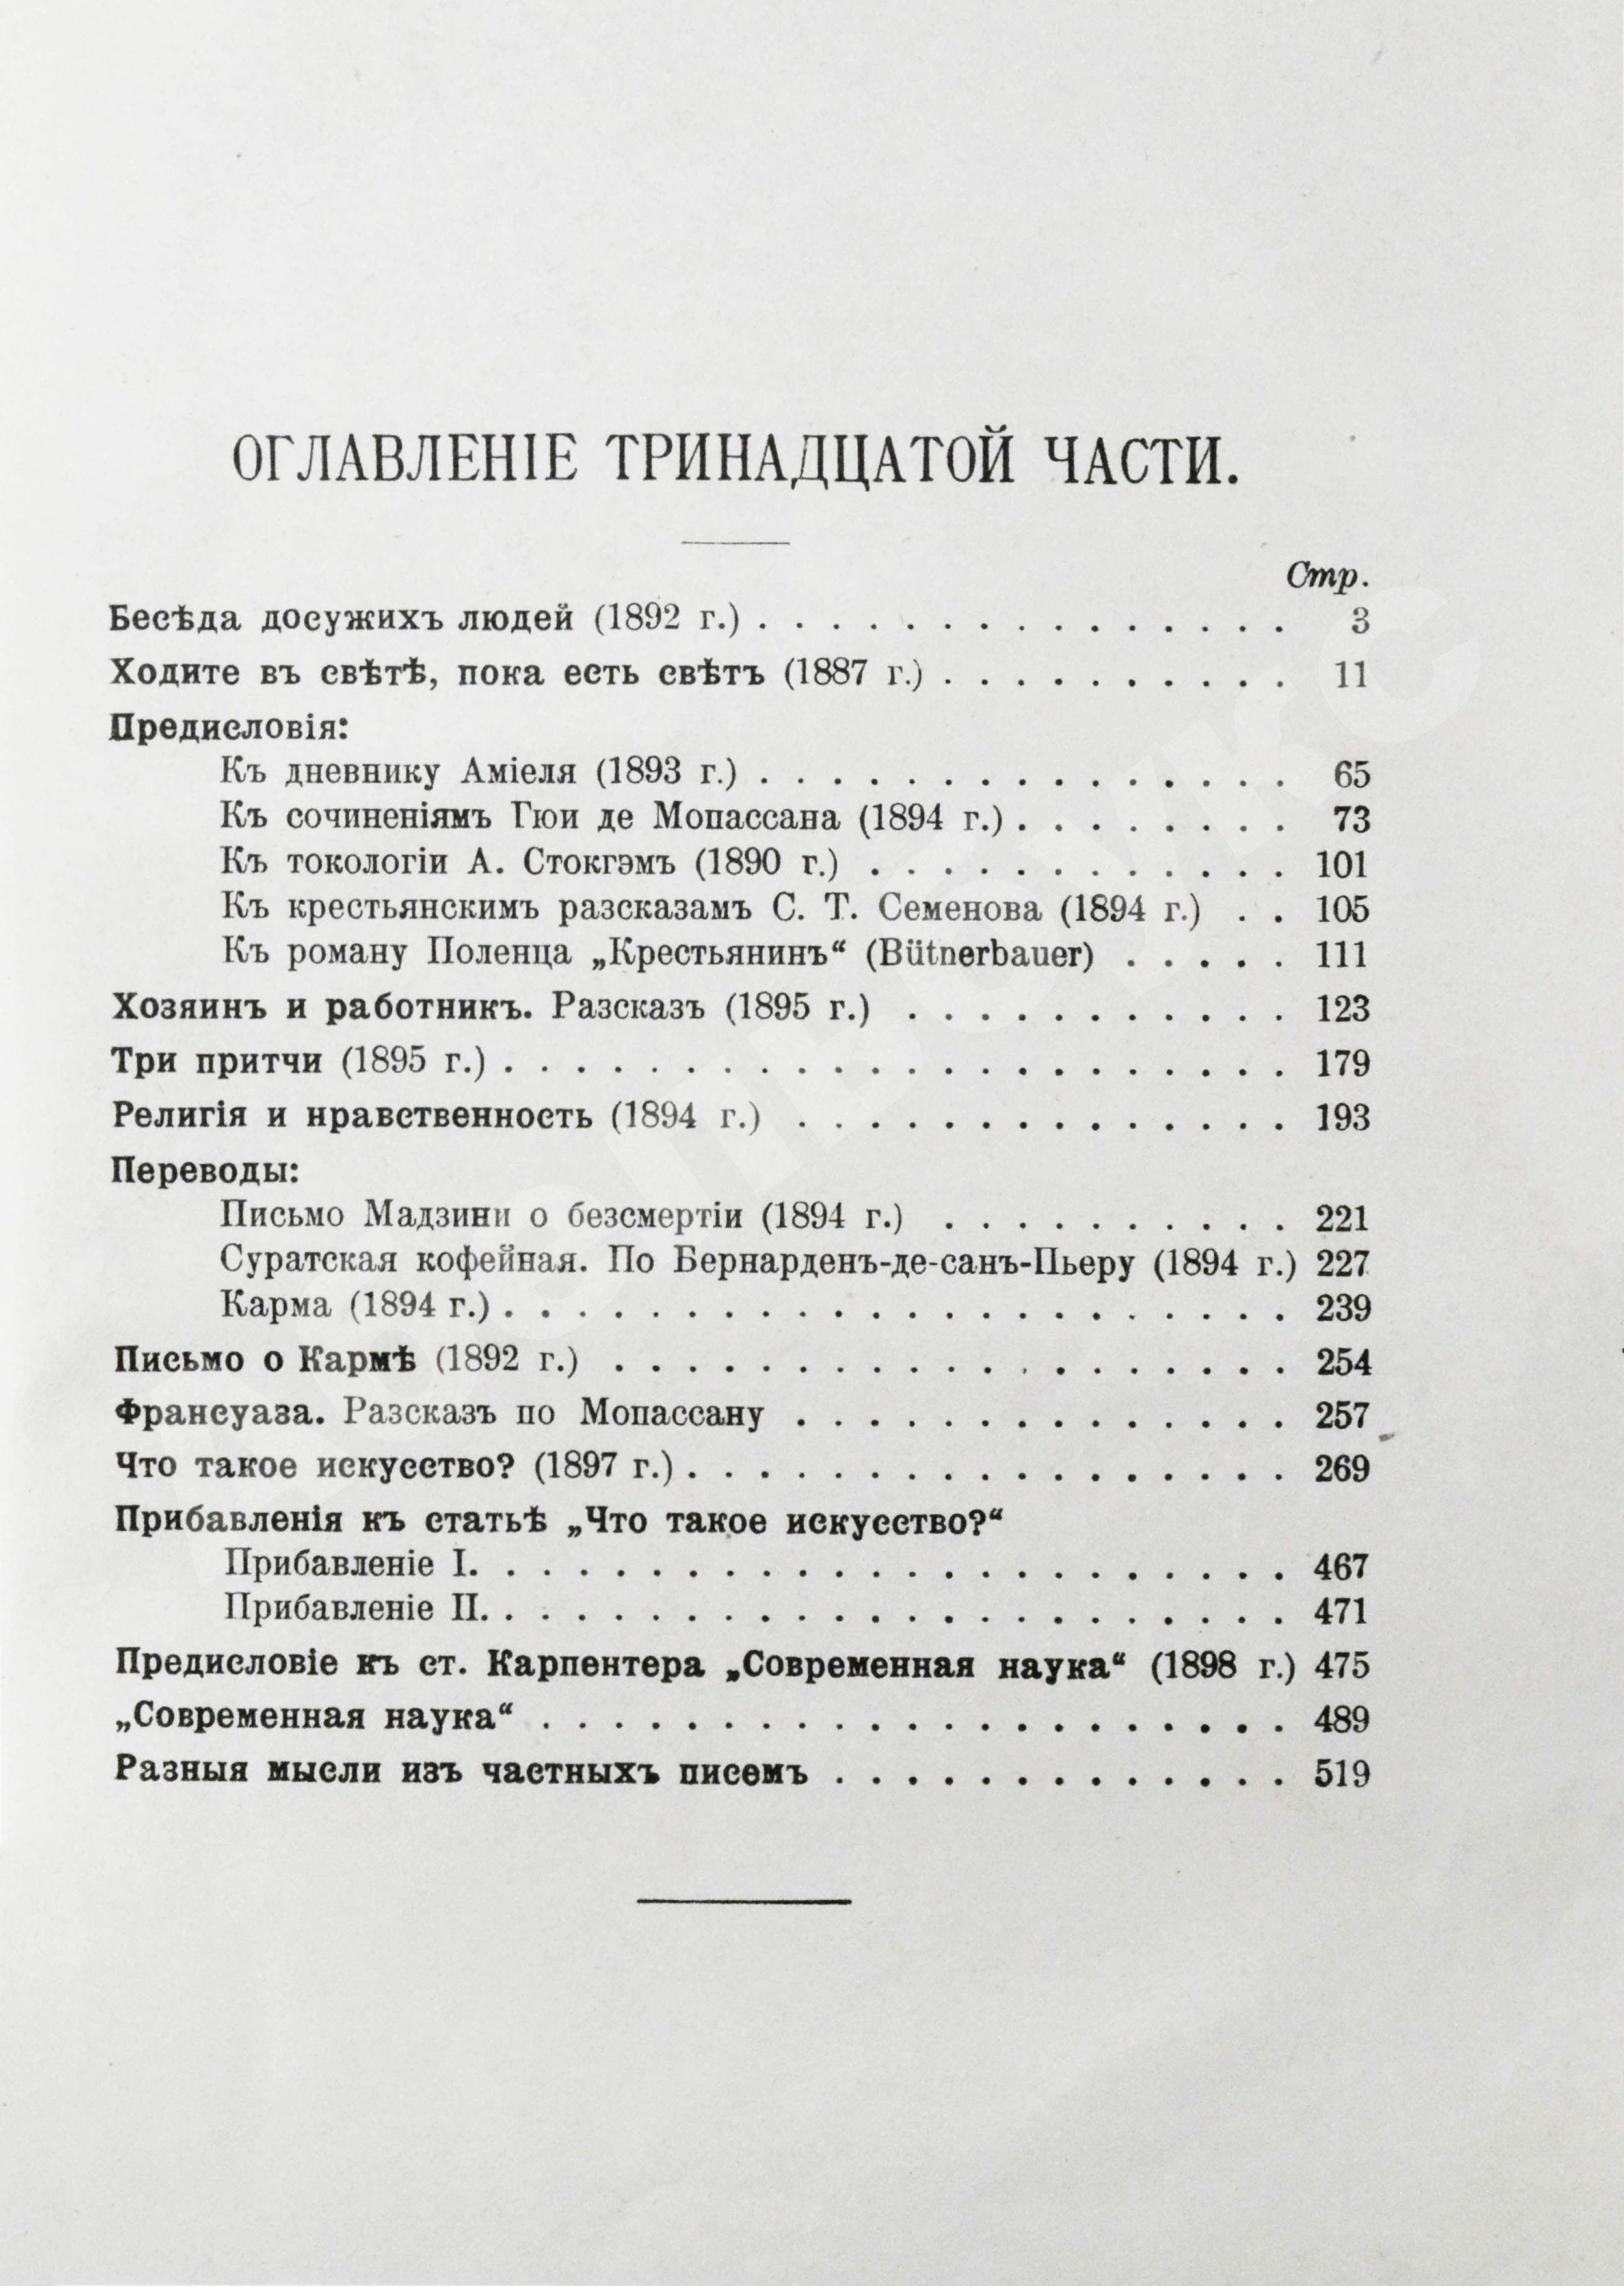 ОГЛАВЛЕНІЕ ТРИНАДЦАТОЙ ЧАСТИ.
Стр.
Бесѣда досужихъ людей (1892 г.) . . . . . . . . . . . . . . . 3
Ходите въ свѣтѣ, пока есть свѣтъ (1887 г.) . . . . . . . . . . 11
Предисловія:
Къ дневнику Аміеля (1893 г.) . . . . . . . . . . . . . . . 65
Къ сочиненіямъ Гюи де Мопассана (1894 г.) . . . . . . . . 73
Къ токологіи А. Стокгэмъ (1890 г.) . . . . . . . . . . . . 101
Къ крестьянскимъ разсказамъ С. Т. Семенова (1894 г.) . . 105
Къ роману Поленца „Крестьянинъ“ (Bütnerbauer) . . . . . 111
Хозяинъ и работникъ. Разсказъ (1895 г.) . . . . . . . . . . . 123
Три притчи (1895 г.) . . . . . . . . . . . . . . . . . . . . . . 179
Религія и нравственность (1894 г.) . . . . . . . . . . . . . . 193
Переводы:
Письмо Мадзини о безсмертіи (1894 г.) . . . . . . . . . . 221
Суратская кофейная. По Бернарденъ-де-санъ-Пьеру (1894 г.) 227
Карма (1894 г.) . . . . . . . . . . . . . . . . . . . . . . 239
Письмо о Кармѣ (1892 г.) . . . . . . . . . . . . . . . . . . . 254
Франсуаза. Разсказъ по Мопассану . . . . . . . . . . . . . . 257
Что такое искусство? (1897 г.) . . . . . . . . . . . . . . . . . 269
Прибавленія къ статьѣ „Что такое искусство?“
Прибавленіе I. . . . . . . . . . . . . . . . . . . . . . . 467
Прибавленіе II. . . . . . . . . . . . . . . . . . . . . . . 471
Предисловіе къ ст. Карпентера „Современная наука“ (1898 г.) 475
„Современная наука“ . . . . . . . . . . . . . . . . . . . . . 489
Разныя мысли изъ частныхъ писемъ . . . . . . . . . . . . . 519